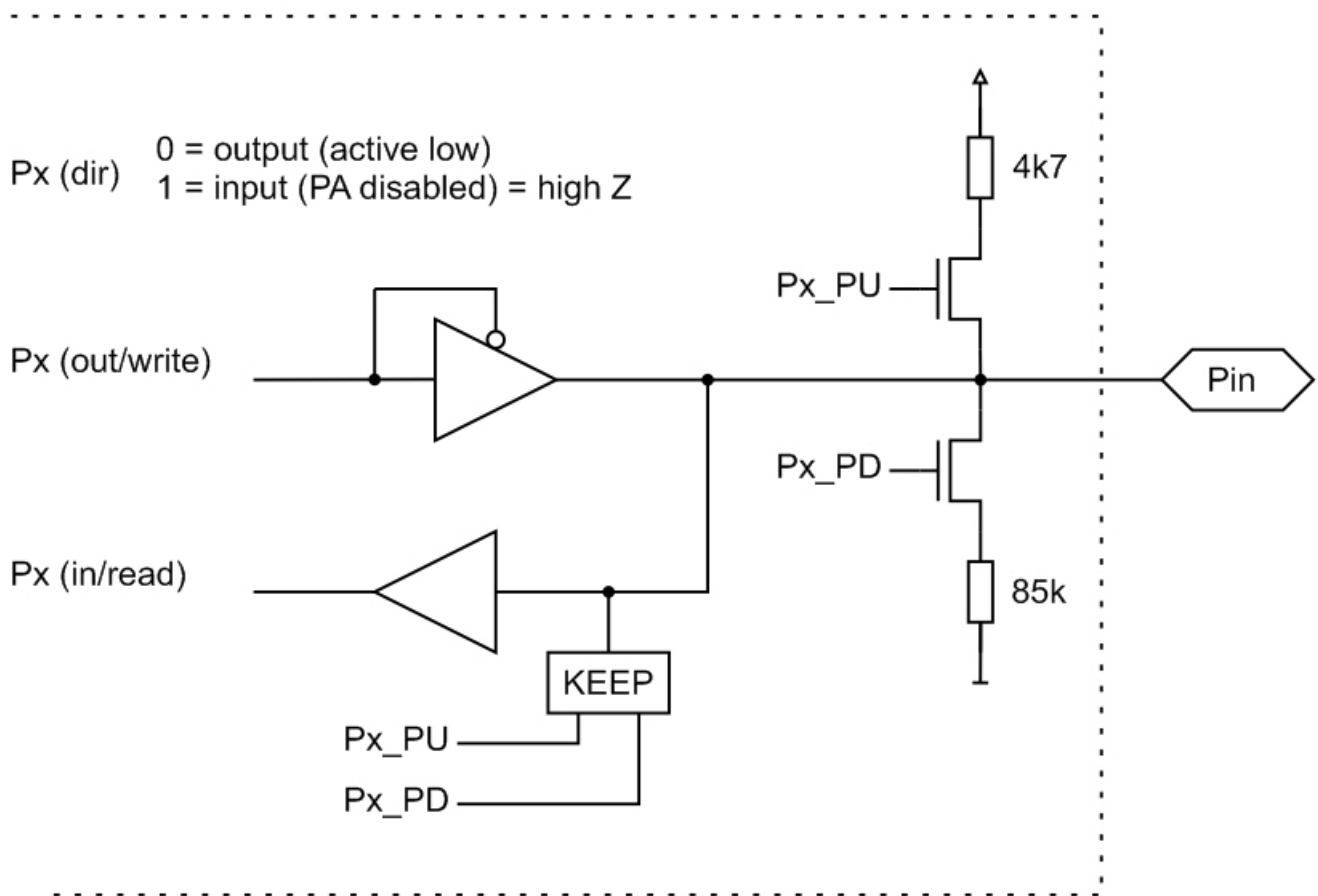 Px (dir)
0 = output (active low)
1 = input (PA disabled) = high Z
4k7
Px_PU
Px (out/write)
Pin
Px_PD
Px (in/read)
85k
KEEP
Px_PU
Px_PD